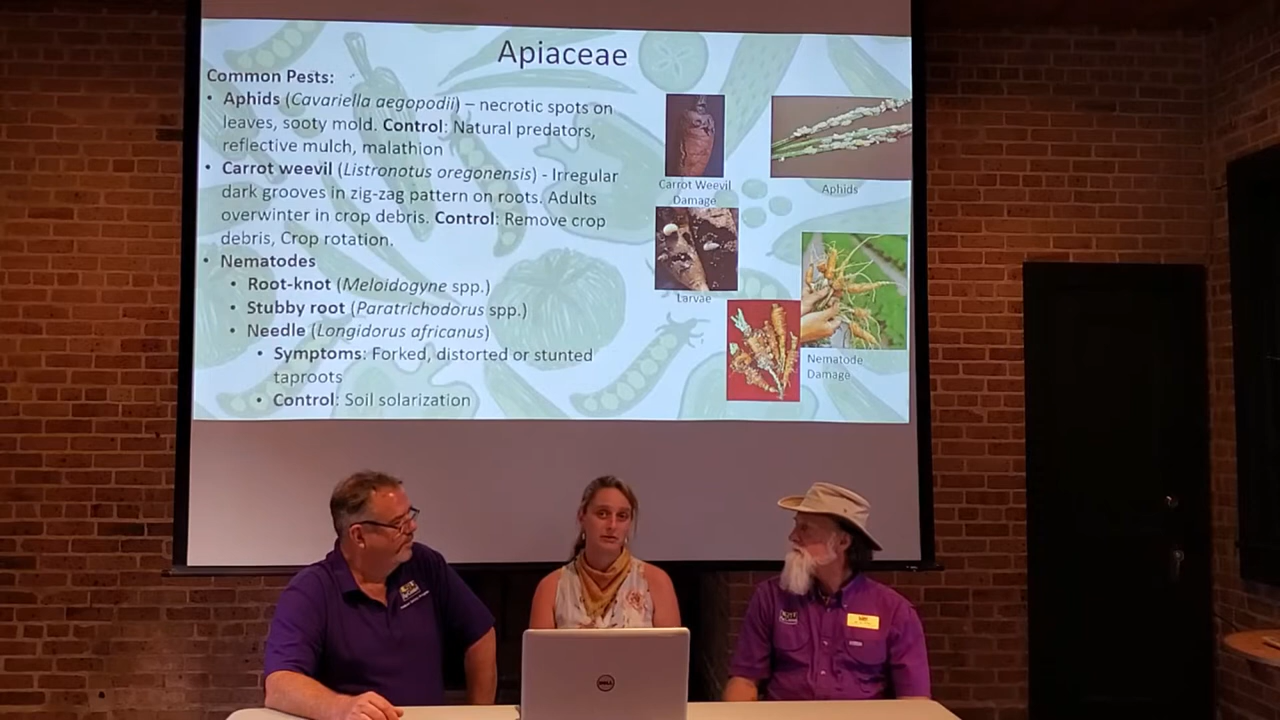 Apiaceae
Common Pests:
• Aphids (Cavariella aegopodii) – necrotic spots on
leaves, sooty mold. Control: Natural predators,
reflective mulch, malathion
• Carrot weevil (Listronotus oregonensis) - Irregular
dark grooves in zig-zag pattern on roots. Adults
overwinter in crop debris. Control: Remove crop
debris, Crop rotation.
• Nematodes
• Root-knot (Meloidogyne spp.)
• Stubby root (Paratrichodorus spp.)
• Needle (Longidorus africanus)
• Symptoms: Forked, distorted or stunted
taproots
• Control: Soil solarization
Carrot Weevil
Damage
Aphids
Larvae
Nematode
Damage
DELL